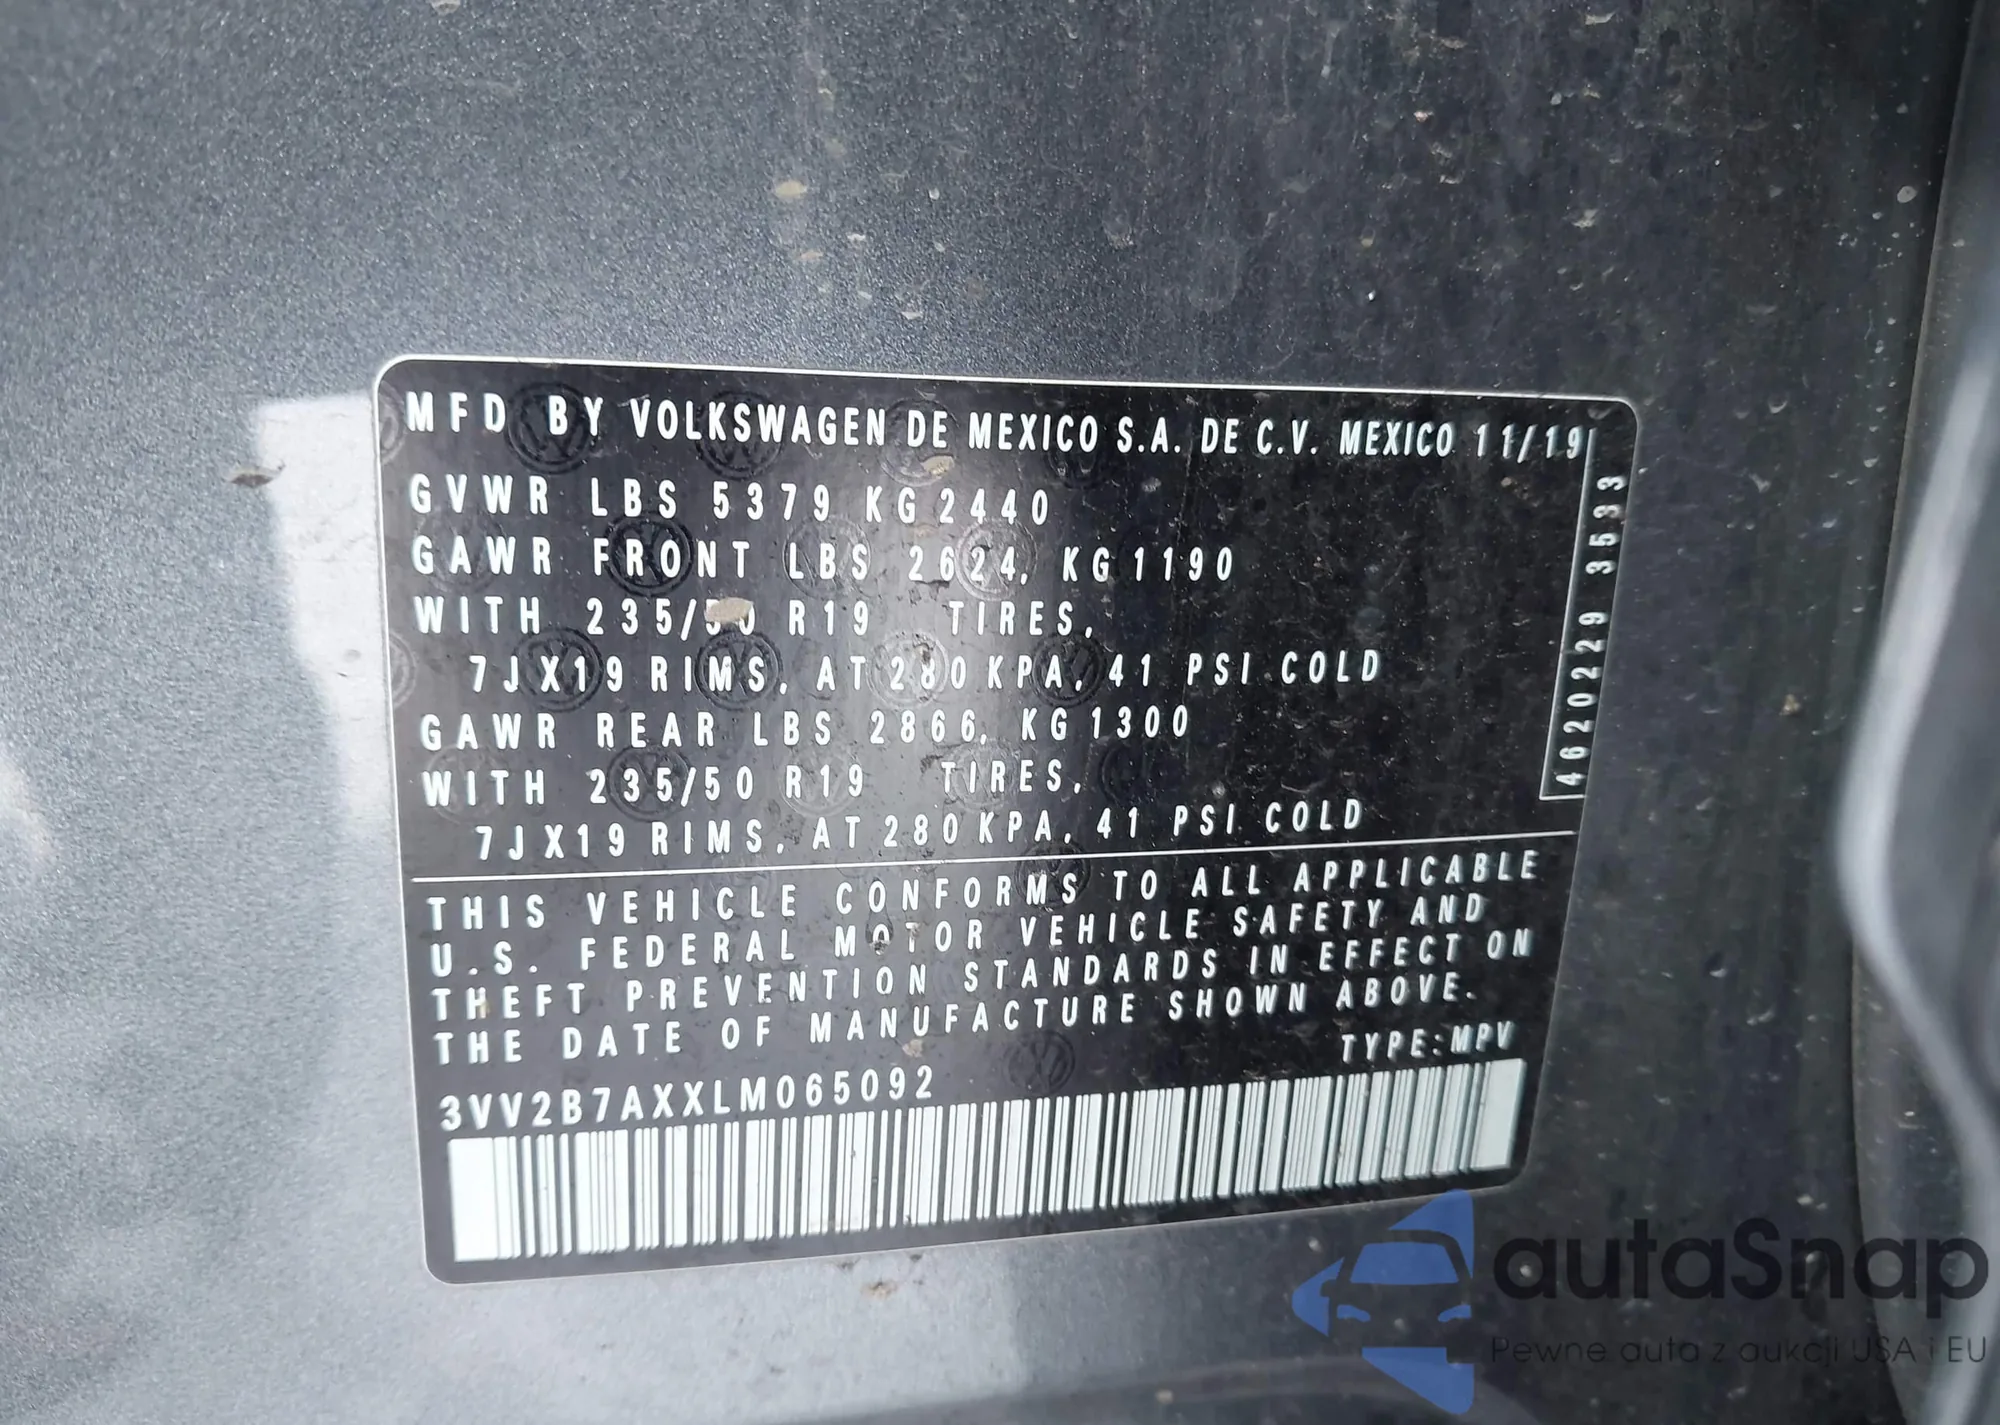 MFD BY VOLKSWAGEN DE MEXICO S.A. DE C.V. MEXICO 11/19
GVWR LBS 5379 KG 2440
GAWR FRONT LBS 2624, KG 1190
WITH 235/50 R19 TIRES,
7JX19 RIMS, AT 280 KPA, 41 PSI COLD
GAWR REAR LBS 2866, KG 1300
WITH 235/50 R19 TIRES,
7JX19 RIMS, AT 280 KPA, 41 PSI COLD
4620229 3533
THIS VEHICLE CONFORMS TO ALL APPLICABLE
U.S. FEDERAL MOTOR VEHICLE SAFETY AND
THEFT PREVENTION STANDARDS IN EFFECT ON
THE DATE OF MANUFACTURE SHOWN ABOVE.
TYPE:MPV
3VV2B7AXXLM065092
autaSnap
Pewne auta z aukcji USA i EU